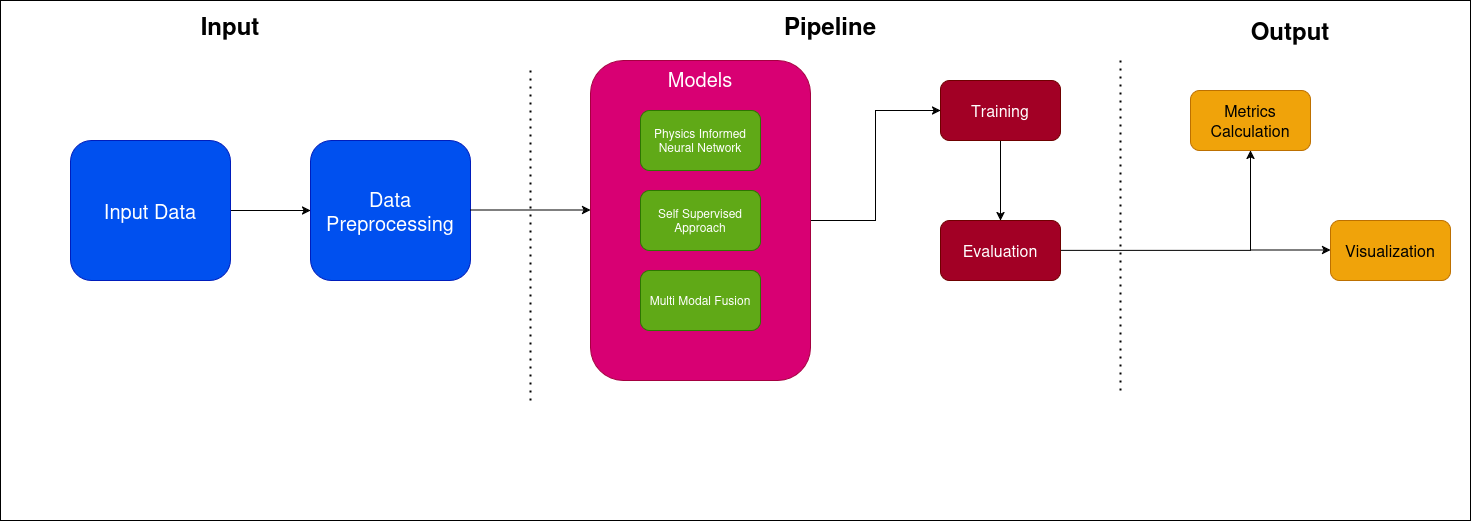 Input
Pipeline
Output
Input Data
Data
Preprocessing
Models
Physics Informed
Neural Network
Self Supervised
Approach
Multi Modal Fusion
Training
Evaluation
Metrics
Calculation
Visualization